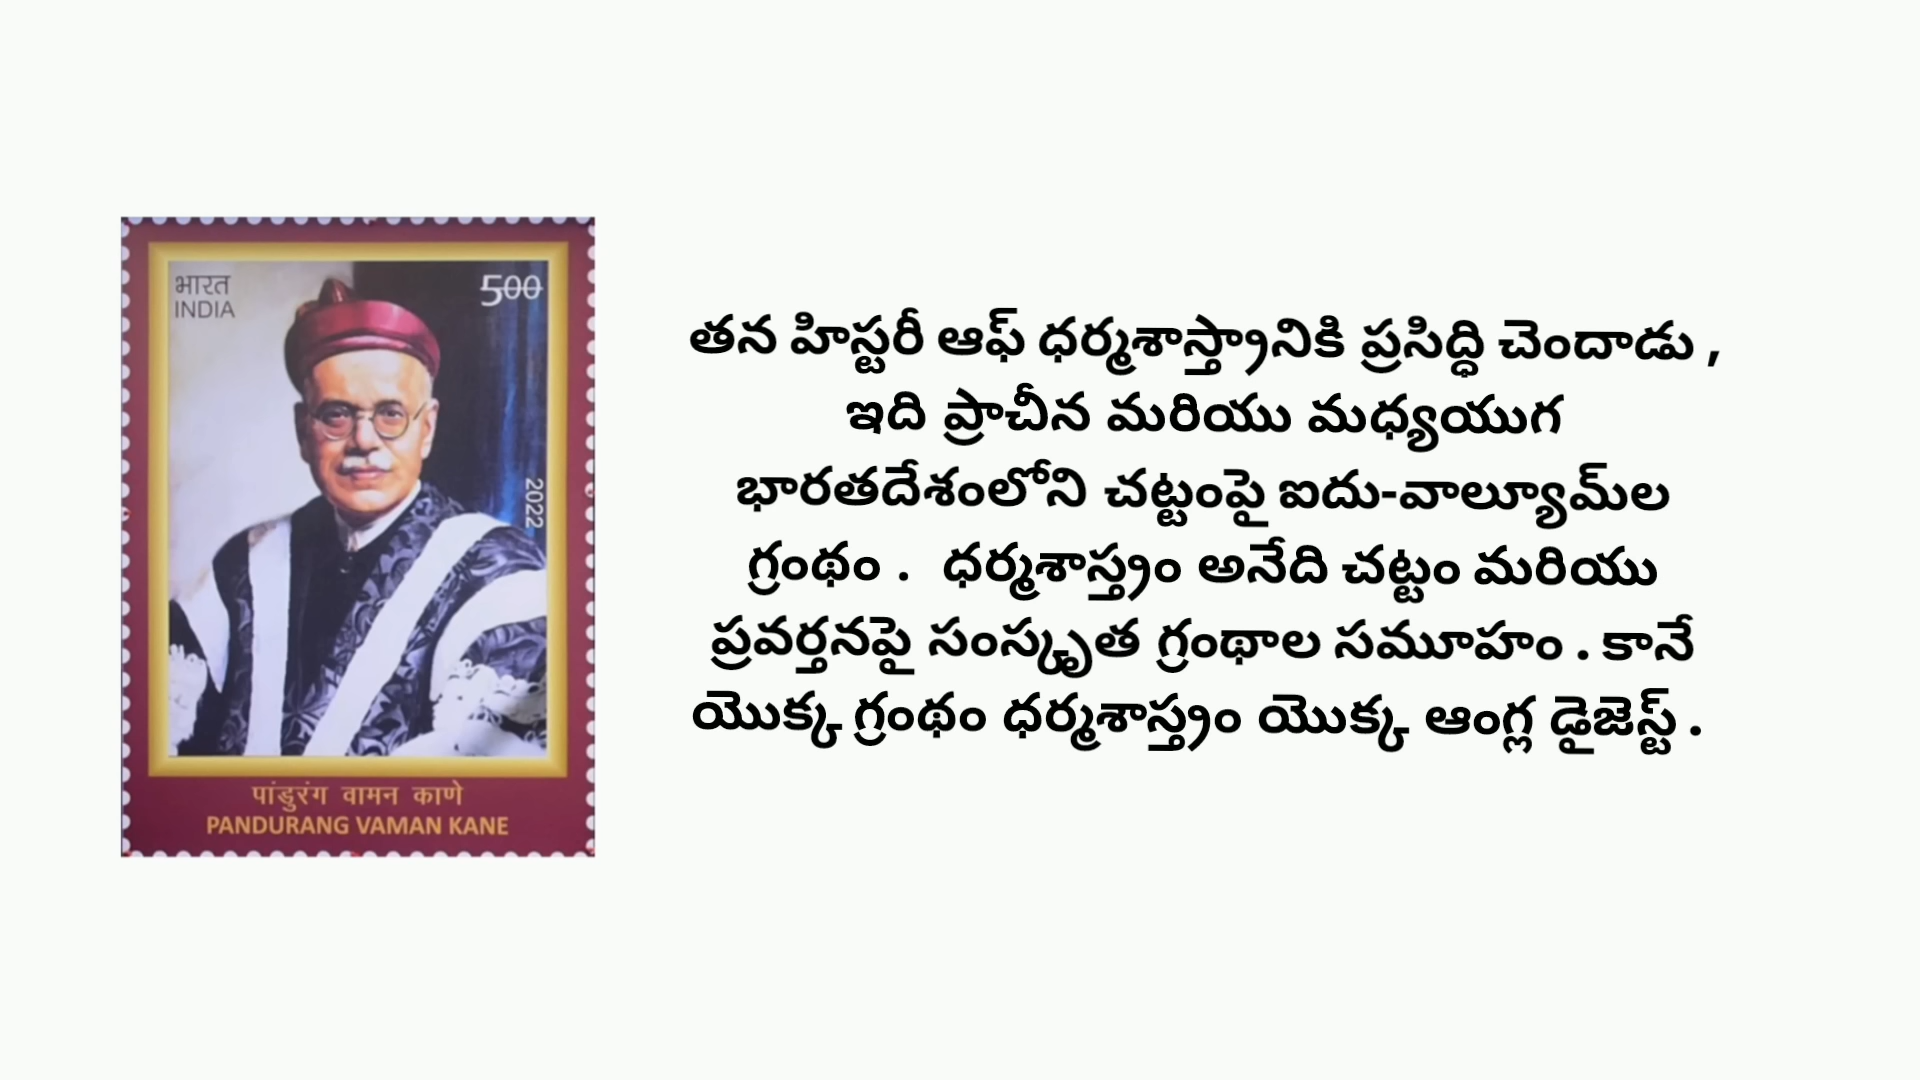 भारत
INDIA
500
2022
पांडुरंग वामन काणे
PANDURANG VAMAN KANE
తన హిస్టరీ ఆఫ్ ధర్మశాస్త్రానికి ప్రసిద్ధి చెందాడు ,
ఇది ప్రాచీన మరియు మధ్యయుగ
భారతదేశంలోని చట్టంపై ఐదు-వాల్యూమ్‌ల
గ్రంథం . ధర్మశాస్త్రం అనేది చట్టం మరియు
ప్రవర్తనపై సంస్కృత గ్రంథాల సమూహం . కానే
యొక్క గ్రంథం ధర్మశాస్త్రం యొక్క ఆంగ్ల డైజెస్ట్ .